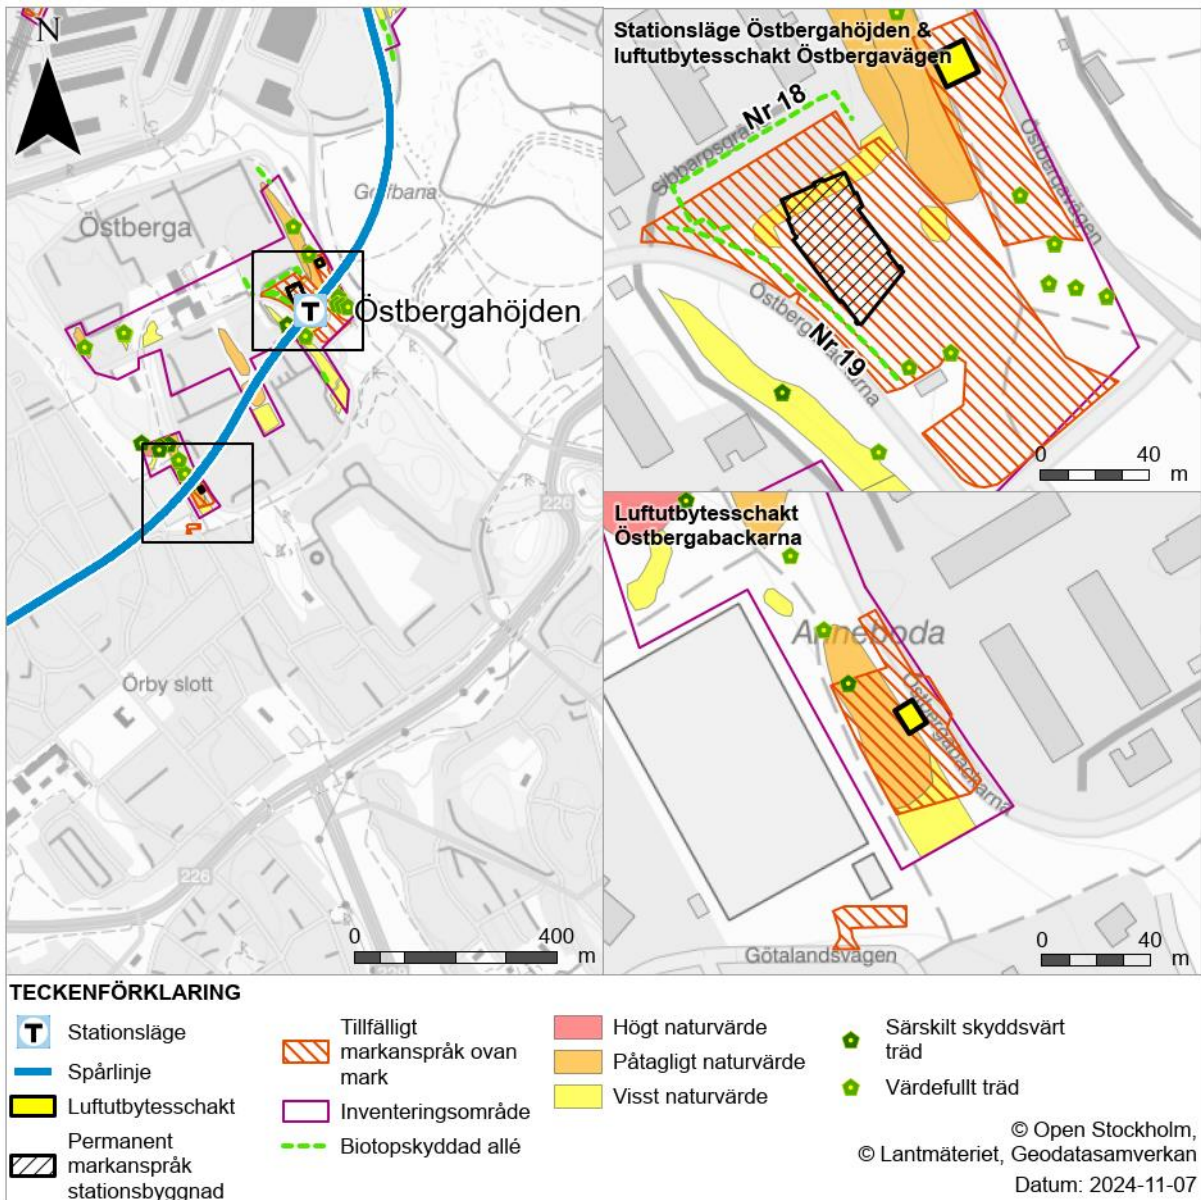 N
Östberga
Golfbana
Östbergahöjden
T
226
Örby slott
226
0 400
m
Stationsläge Östbergahöjden &
luftutbytesschakt Östbergavägen
Nr 18
Östbergavägen
Nr 19
0 40
m
Luftutbytesschakt
Östbergabackarna
Anneboda
Östbergabackarna
Götalandsvägen
0 40
m
TECKENFÖRKLARING
T Stationsläge
Spårlinje
Luftutbytesschakt
Permanent
markanspråk
stationsbyggnad
Tillfälligt
markanspråk ovan
mark
Inventeringsområde
Biotopskyddad allé
Högt naturvärde
Påtagligt naturvärde
Visst naturvärde
Särskilt skyddsvärt
träd
Värdefullt träd
© Open Stockholm,
© Lantmäteriet, Geodatasamverkan
Datum: 2024-11-07